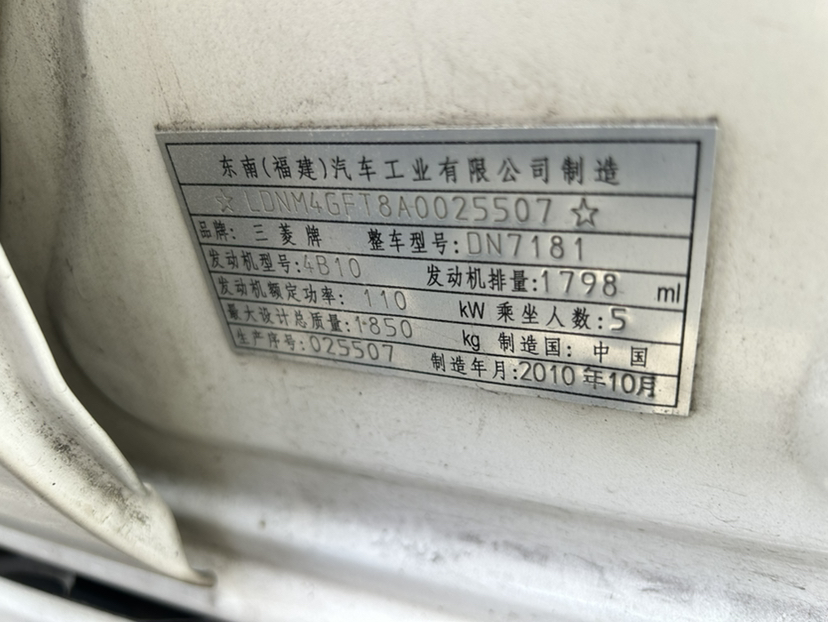 东南(福建)汽车工业有限公司制造
☆ LDNM4GFT8A0025507 ☆
品牌: 三菱牌 整车型号:DN7181
发动机型号:4B10 发动机排量:1798 ml
发动机额定功率: 110 kW 乘坐人数:5
最大设计总质量:1850 kg 制造国: 中国
生产序号:025507 制造年月:2010年10月